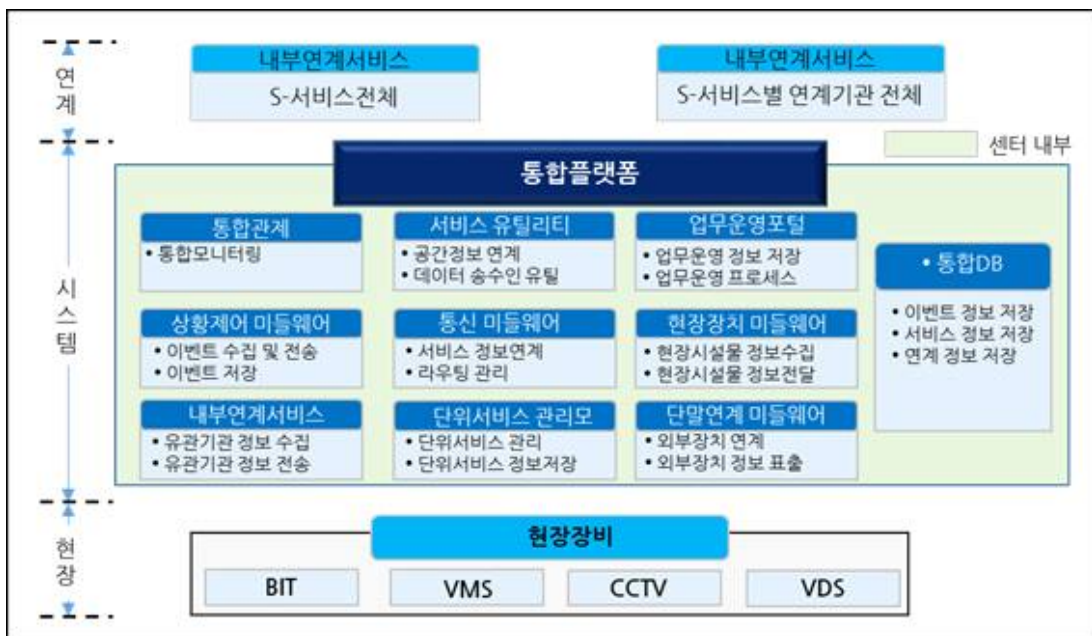 연계
내부연계서비스
S-서비스전체
내부연계서비스
S-서비스별 연계기관 전체
센터 내부
시스템
통합플랫폼
통합관제
• 통합모니터링
서비스 유틸리티
• 공간정보 연계
• 데이터 송수인 유틸
업무운영포털
• 업무운영 정보 저장
• 업무운영 프로세스
• 통합DB
• 이벤트 정보 저장
• 서비스 정보 저장
• 연계 정보 저장
상황제어 미들웨어
• 이벤트 수집 및 전송
• 이벤트 저장
통신 미들웨어
• 서비스 정보연계
• 라우팅 관리
현장장치 미들웨어
• 현장시설물 정보수집
• 현장시설물 정보전달
내부연계서비스
• 유관기관 정보 수집
• 유관기관 정보 전송
단위서비스 관리모
• 단위서비스 관리
• 단위서비스 정보저장
단말연계 미들웨어
• 외부장치 연계
• 외부장치 정보 표출
현장
현장장비
BIT
VMS
CCTV
VDS